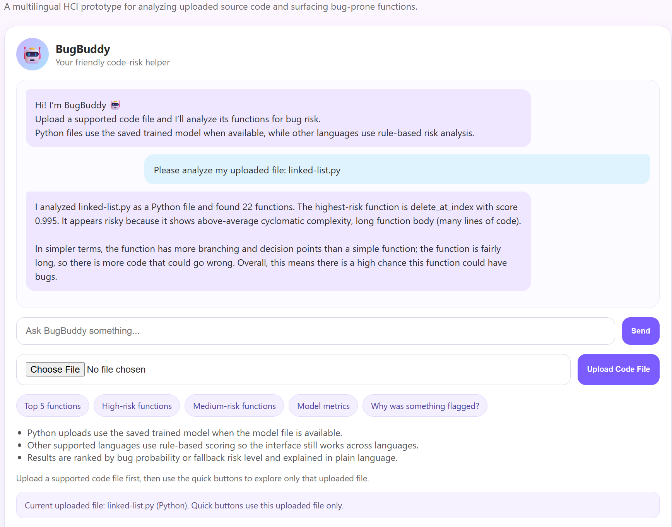 A multilingual HCI prototype for analyzing uploaded source code and surfacing bug-prone functions.
BugBuddy
Your friendly code-risk helper
Hi! I'm BugBuddy 🤖
Upload a supported code file and I'll analyze its functions for bug risk.
Python files use the saved trained model when available, while other languages use rule-based risk analysis.
Please analyze my uploaded file: linked-list.py
I analyzed linked-list.py as a Python file and found 22 functions. The highest-risk function is delete_at_index with score
0.995. It appears risky because it shows above-average cyclomatic complexity, long function body (many lines of code).
In simpler terms, the function has more branching and decision points than a simple function; the function is fairly
long, so there is more code that could go wrong. Overall, this means there is a high chance this function could have
bugs.
Ask BugBuddy something...
Send
Choose File No file chosen
Upload Code File
Top 5 functions
High-risk functions
Medium-risk functions
Model metrics
Why was something flagged?
• Python uploads use the saved trained model when the model file is available.
• Other supported languages use rule-based scoring so the interface still works across languages.
• Results are ranked by bug probability or fallback risk level and explained in plain language.
Upload a supported code file first, then use the quick buttons to explore only that uploaded file.
Current uploaded file: linked-list.py (Python). Quick buttons use this uploaded file only.